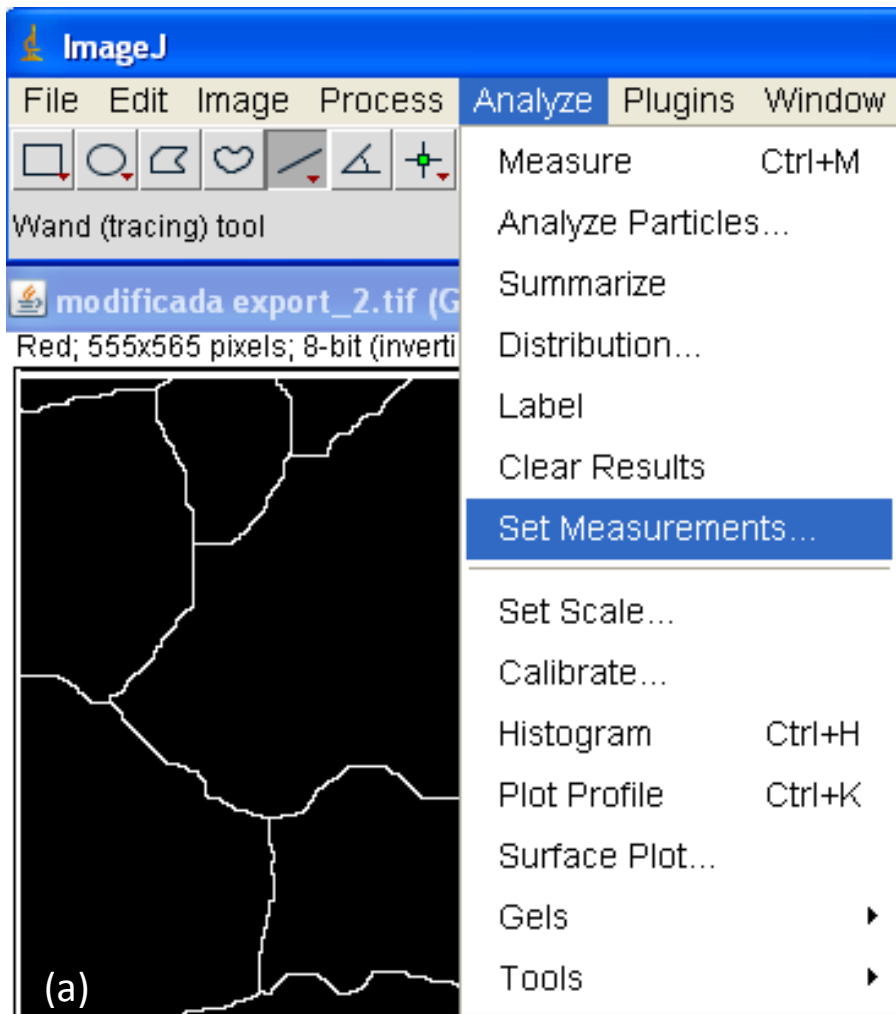 ImageJ
File Edit Image Process Analyze Plugins Window
Wand (tracing) tool
modificada export_2.tif (G
Red; 555x565 pixels; 8-bit (inverti
Measure Ctrl+M
Analyze Particles...
Summarize
Distribution...
Label
Clear Results
Set Measurements...
Set Scale...
Calibrate...
Histogram Ctrl+H
Plot Profile Ctrl+K
Surface Plot...
Gels
Tools
(a)